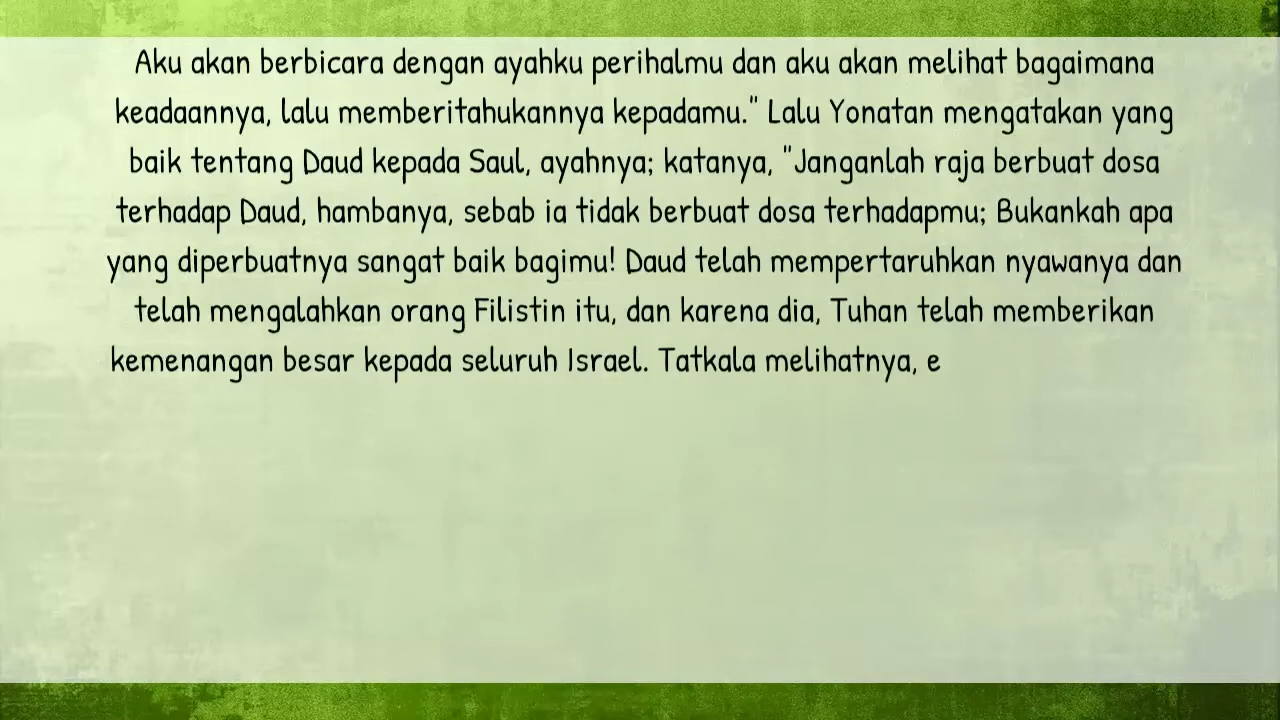 Aku akan berbicara dengan ayahku perihalmu dan aku akan melihat bagaimana
keadaannya, lalu memberitahukannya kepadamu." Lalu Yonatan mengatakan yang
baik tentang Daud kepada Saul, ayahnya; katanya, "Janganlah raja berbuat dosa
terhadap Daud, hambanya, sebab ia tidak berbuat dosa terhadapmu; Bukankah apa
yang diperbuatnya sangat baik bagimu! Daud telah mempertaruhkan nyawanya dan
telah mengalahkan orang Filistin itu, dan karena dia, Tuhan telah memberikan
kemenangan besar kepada seluruh Israel. Tatkala melihatnya, e